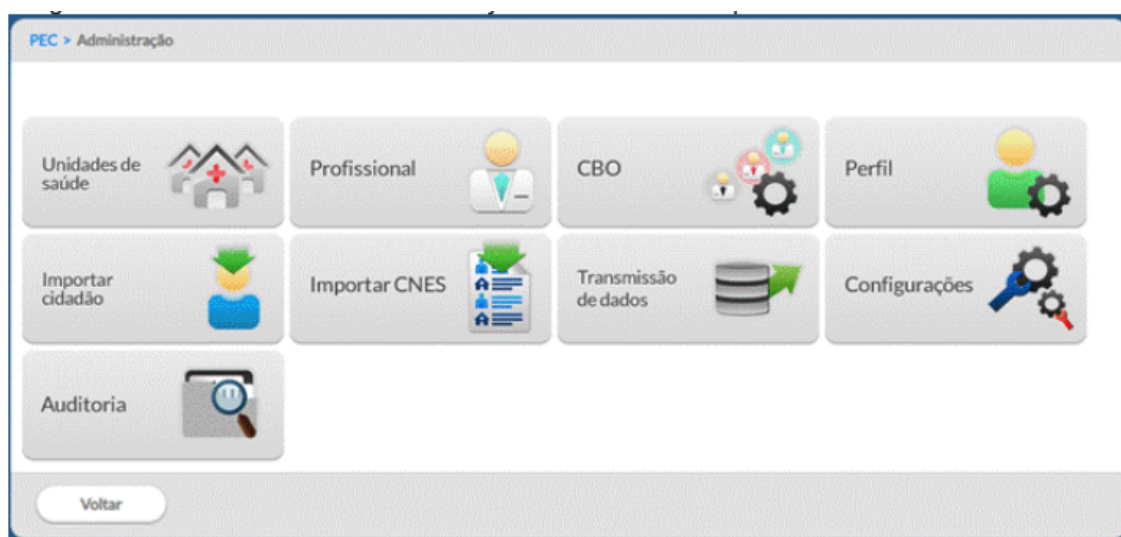 PEC > Administração
Unidades de
saúde
Profissional
CBO
Perfil
Importar
cidadão
Importar CNES
Transmissão
de dados
Configurações
Auditoria
Voltar